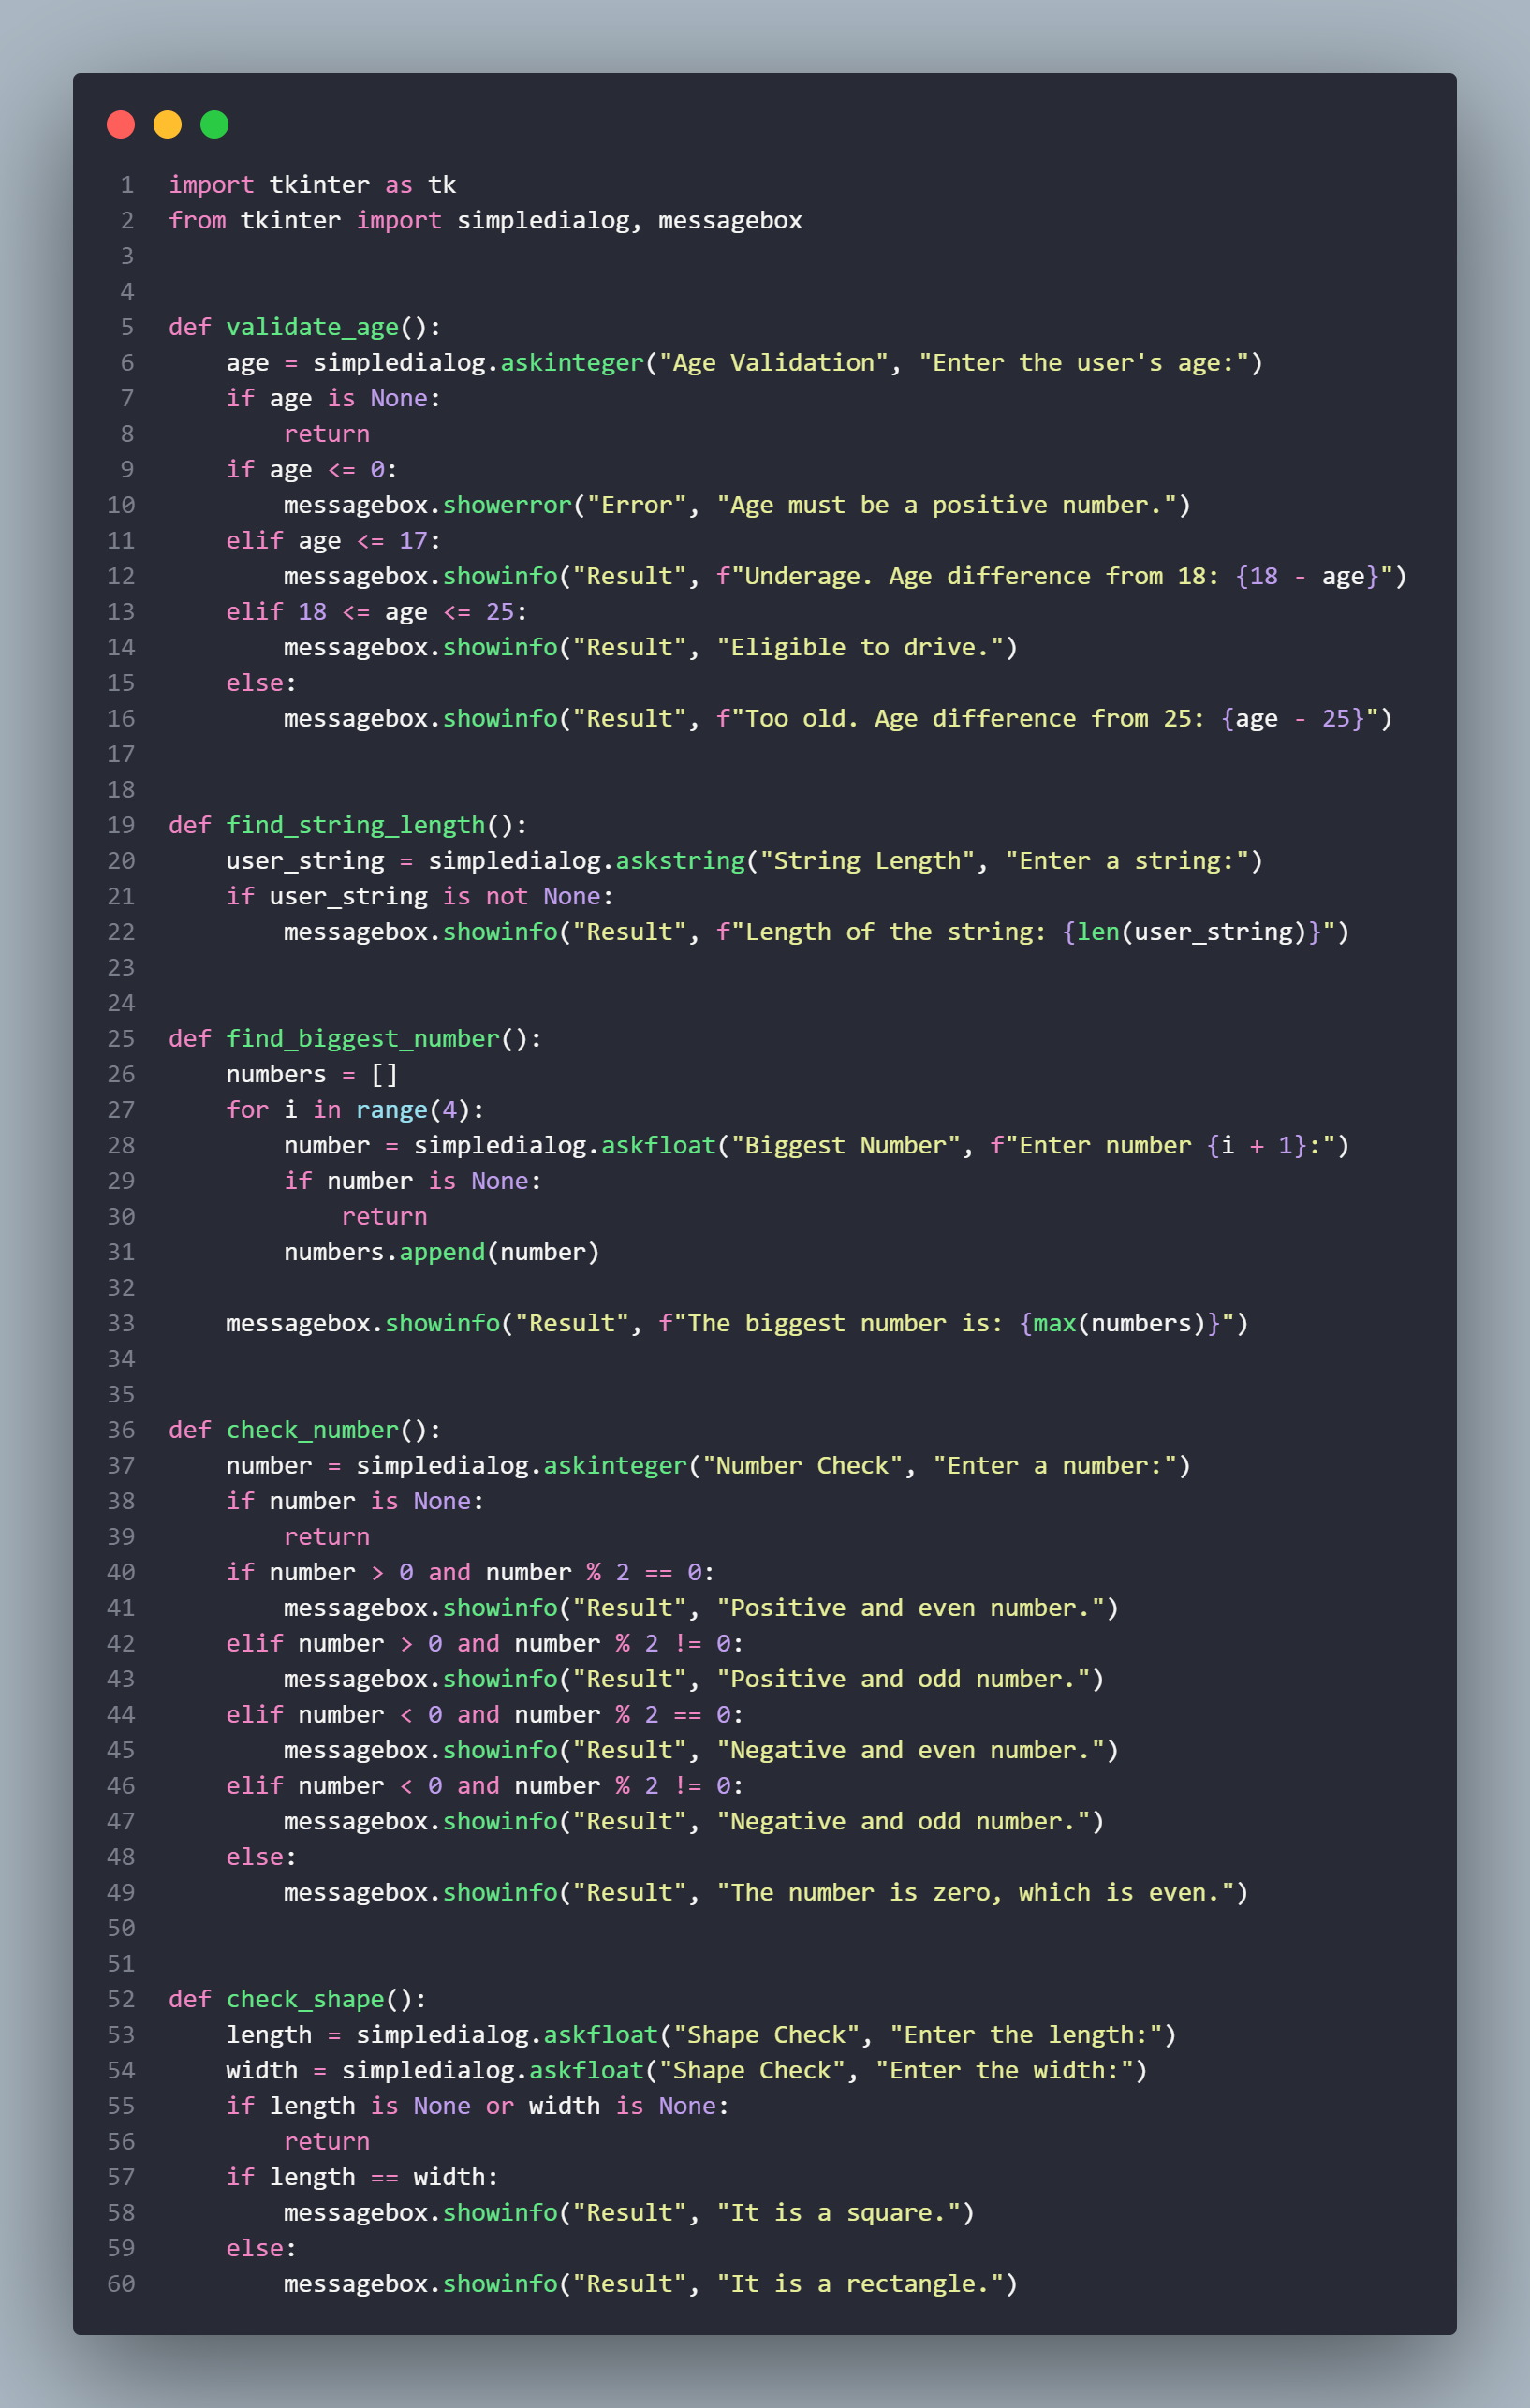 1 import tkinter as tk
2 from tkinter import simpledialog, messagebox
3
4
5 def validate_age():
6     age = simpledialog.askinteger("Age Validation", "Enter the user's age:")
7     if age is None:
8         return
9     if age <= 0:
10         messagebox.showerror("Error", "Age must be a positive number.")
11     elif age <= 17:
12         messagebox.showinfo("Result", f"Underage. Age difference from 18: {18 - age}")
13     elif 18 <= age <= 25:
14         messagebox.showinfo("Result", "Eligible to drive.")
15     else:
16         messagebox.showinfo("Result", f"Too old. Age difference from 25: {age - 25}")
17
18
19 def find_string_length():
20     user_string = simpledialog.askstring("String Length", "Enter a string:")
21     if user_string is not None:
22         messagebox.showinfo("Result", f"Length of the string: {len(user_string)}")
23
24
25 def find_biggest_number():
26     numbers = []
27     for i in range(4):
28         number = simpledialog.askfloat("Biggest Number", f"Enter number {i + 1}:")
29         if number is None:
30             return
31         numbers.append(number)
32
33     messagebox.showinfo("Result", f"The biggest number is: {max(numbers)}")
34
35
36 def check_number():
37     number = simpledialog.askinteger("Number Check", "Enter a number:")
38     if number is None:
39         return
40     if number > 0 and number % 2 == 0:
41         messagebox.showinfo("Result", "Positive and even number.")
42     elif number > 0 and number % 2 != 0:
43         messagebox.showinfo("Result", "Positive and odd number.")
44     elif number < 0 and number % 2 == 0:
45         messagebox.showinfo("Result", "Negative and even number.")
46     elif number < 0 and number % 2 != 0:
47         messagebox.showinfo("Result", "Negative and odd number.")
48     else:
49         messagebox.showinfo("Result", "The number is zero, which is even.")
50
51
52 def check_shape():
53     length = simpledialog.askfloat("Shape Check", "Enter the length:")
54     width = simpledialog.askfloat("Shape Check", "Enter the width:")
55     if length is None or width is None:
56         return
57     if length == width:
58         messagebox.showinfo("Result", "It is a square.")
59     else:
60         messagebox.showinfo("Result", "It is a rectangle.")